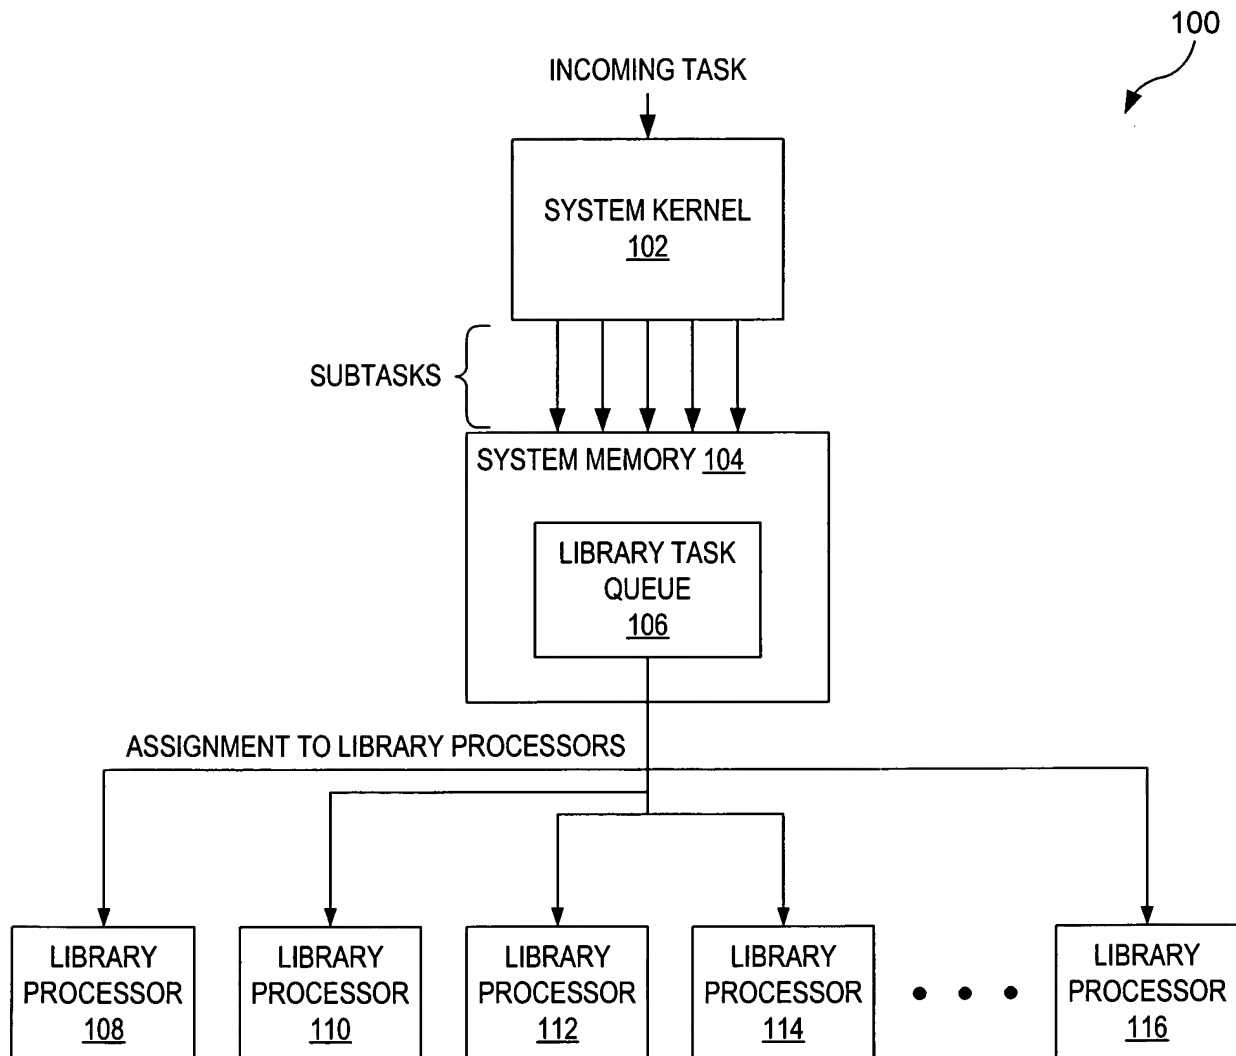 100
INCOMING TASK
SYSTEM KERNEL
102
SUBTASKS
SYSTEM MEMORY 104
LIBRARY TASK
QUEUE
106
ASSIGNMENT TO LIBRARY PROCESSORS
LIBRARY
PROCESSOR
108
LIBRARY
PROCESSOR
110
LIBRARY
PROCESSOR
112
LIBRARY
PROCESSOR
114
LIBRARY
PROCESSOR
116